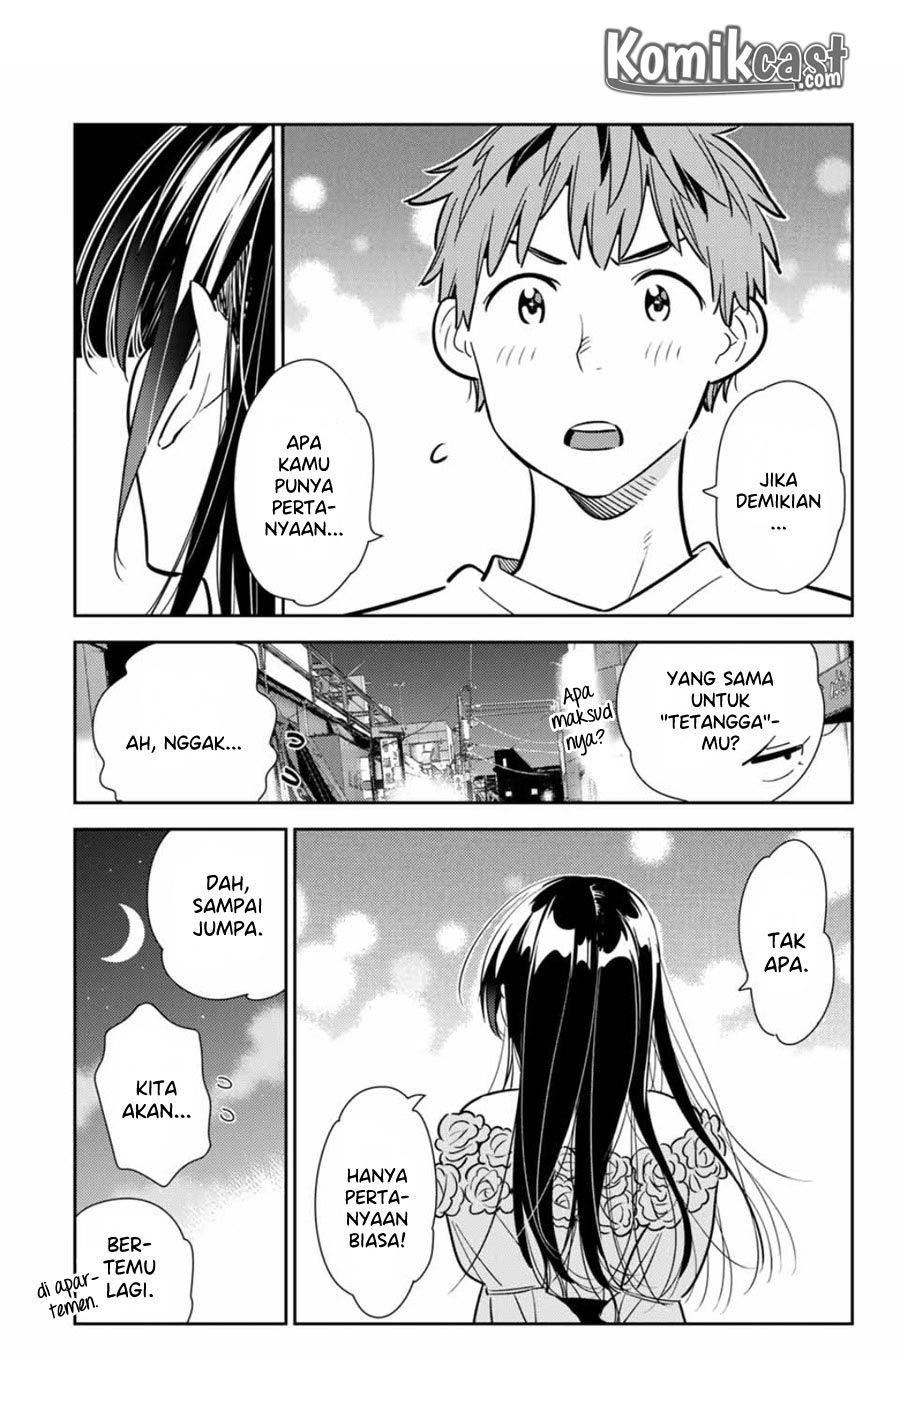 Komikcast
.com
JIKA
DEMIKIAN
...
APA
KAMU
PUNYA
PERTA-
NYAAN...
YANG SAMA
UNTUK
"TETANGGA"-
MU?
Apa
maksud
nya?
AH, NGGAK...
TAK
APA.
HANYA
PERTA-
NYAAN
BIASA!
DAH,
SAMPAI
JUMPA.
KITA
AKAN...
BER-
TEMU
LAGI.
di apar-
temen.